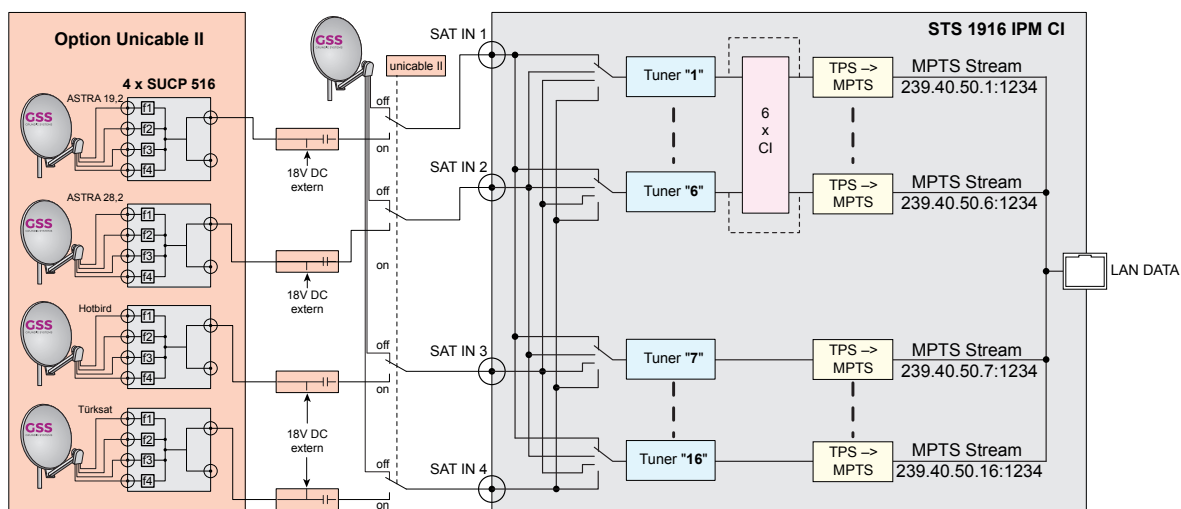 Option Unicable II
4 x SUCP 516
GSS
ASTRA 19,2
f1
f2
f3
f4
GSS
ASTRA 28,2
f1
f2
f3
f4
GSS
Hotbird
f1
f2
f3
f4
GSS
Türksat
f1
f2
f3
f4
18V DC
extern
18V DC
extern
18V DC
extern
GSS
unicable II
off
on
off
on
off
on
off
on
SAT IN 1
SAT IN 2
SAT IN 3
SAT IN 4
STS 1916 IPM CI
Tuner "1"
Tuner "6"
Tuner "7"
Tuner "16"
6
x
CI
TPS –>
MPTS
TPS –>
MPTS
TPS –>
MPTS
TPS –>
MPTS
MPTS Stream
239.40.50.1:1234
MPTS Stream
239.40.50.6:1234
MPTS Stream
239.40.50.7:1234
MPTS Stream
239.40.50.16:1234
LAN DATA